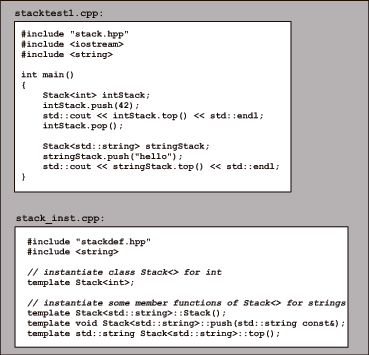 stacktest1.cpp:
#include "stack.hpp"
#include <iostream>
#include <string>
int main()
{
Stack<int> intStack;
intStack.push(42);
std::cout << intStack.top() << std::endl;
intStack.pop();
Stack<std::string> stringStack;
stringStack.push("hello");
std::cout << stringStack.top() << std::endl;
}
stack_inst.cpp:
#include "stackdef.hpp"
#include <string>
// instantiate class Stack<> for int
template Stack<int>;
// instantiate some member functions of Stack<> for strings
template Stack<std::string>::Stack();
template void Stack<std::string>::push(std::string const&);
template std::string Stack<std::string>::top();